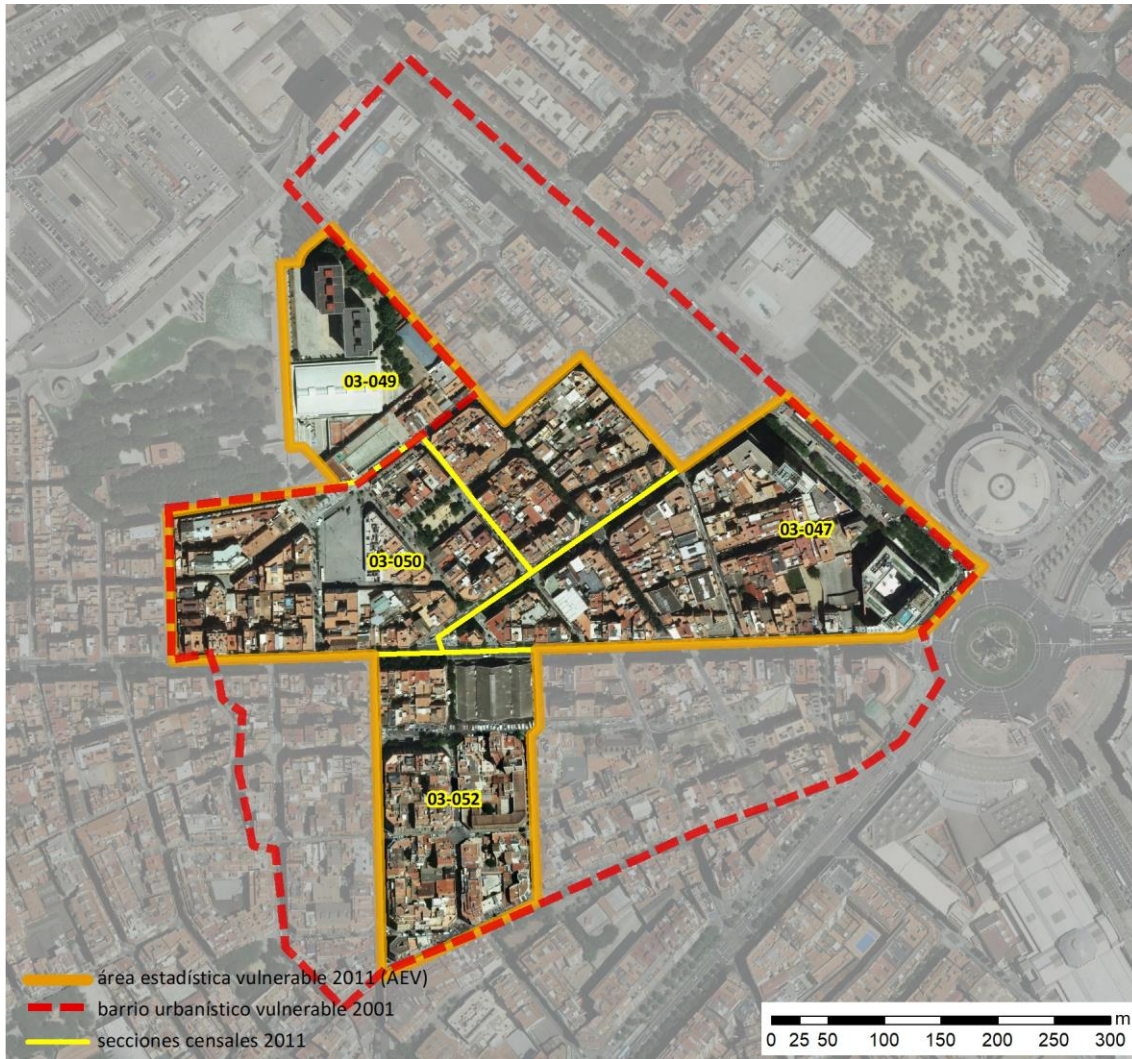 03-049
03-047
03-050
03-052
área estadística vulnerable 2011 (AEV)
barrio urbanístico vulnerable 2001
secciones censales 2011
m
0 25 50 100 150 200 250 300